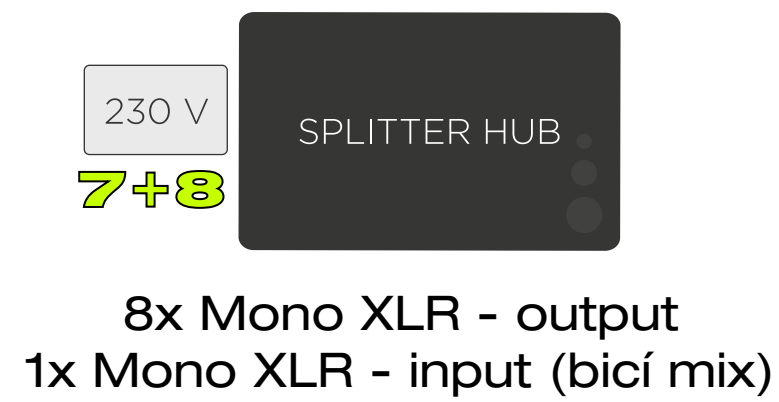 230 V
SPLITTER HUB
7+8
8x Mono XLR - output
1x Mono XLR - input (bicí mix)